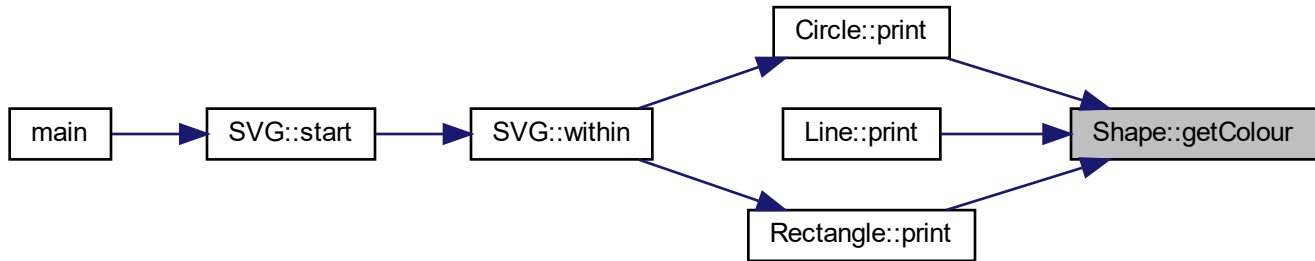 Circle::print
main
SVG::start
SVG::within
Line::print
Shape::getColour
Rectangle::print